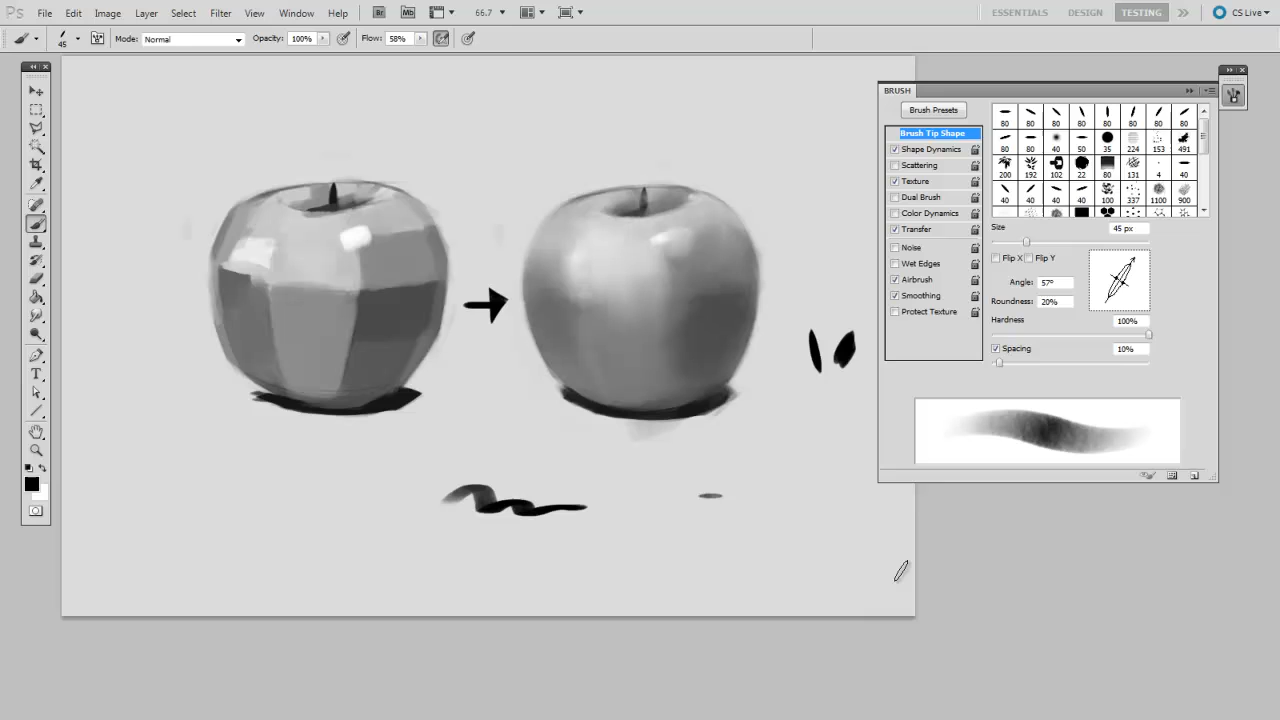 Ps File Edit Image Layer Select Filter View Window Help Br Mb 66.7 ESSENTIALS DESIGN TESTING CS Live
45 Mode: Normal Opacity: 100% Flow: 58%
BRUSH
Brush Presets
Brush Tip Shape
Shape Dynamics
Scattering
Texture
Dual Brush
Color Dynamics
Transfer
Noise
Wet Edges
Airbrush
Smoothing
Protect Texture
80 80 80 80 80 80 80 80
80 80 40 50 35 224 153 491
200 192 102 22 80 131 4 40
40 40 40 40 100 337 1100 900
Size 45 px
Flip X Flip Y
Angle: 57º
Roundness: 20%
Hardness 100%
Spacing 10%
T